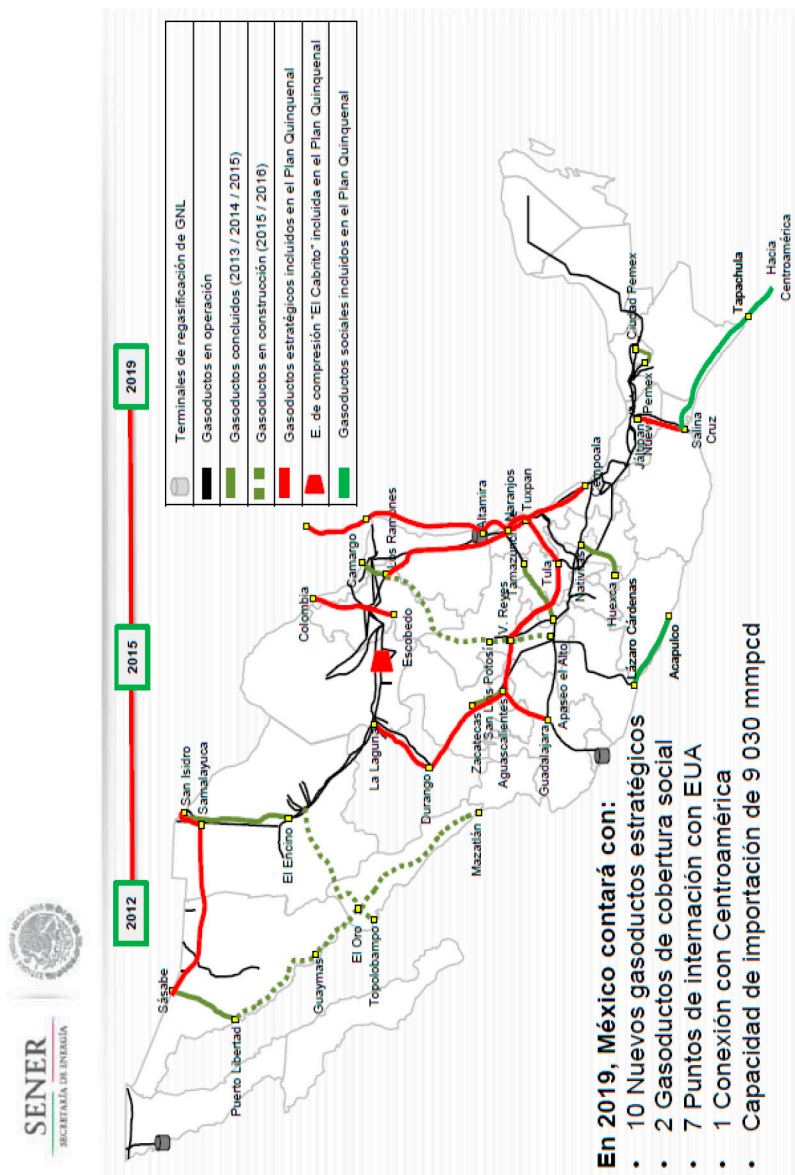 SENER
SECRETARÍA DE ENERGÍA
2012
2015
2019
Terminales de regasificación de GNL
Gasoductos en operación
Gasoductos concluidos (2013 / 2014 / 2015)
Gasoductos en construcción (2015 / 2016)
Gasoductos estratégicos incluidos en el Plan Quinquenal
E. de compresión "El Cabrito" incluida en el Plan Quinquenal
Gasoductos sociales incluidos en el Plan Quinquenal
Sásabe
Puerto Libertad
Guaymas
El Oro
Topolobampo
San Isidro
Samalayuca
El Encino
La Laguna
Durango
Mazatlán
Colombia
Escobedo
Camargo
Los Ramones
Zacatecas
San Luis Potosí
Aguascalientes
V. Reyes
Guadalajara
Apaseo el Alto
Altamira
Naranjos
Tamazunchale
Tuxpan
Tula
Cempoala
Nativitas
Huexca
Lázaro Cárdenas
Acapulco
Jáltipan
Nuevo
Pemex
Ciudad Pemex
Salina
Cruz
Tapachula
Hacia
Centroamérica
En 2019, México contará con:
• 10 Nuevos gasoductos estratégicos
• 2 Gasoductos de cobertura social
• 7 Puntos de internación con EUA
• 1 Conexión con Centroamérica
• Capacidad de importación de 9 030 mmpcd